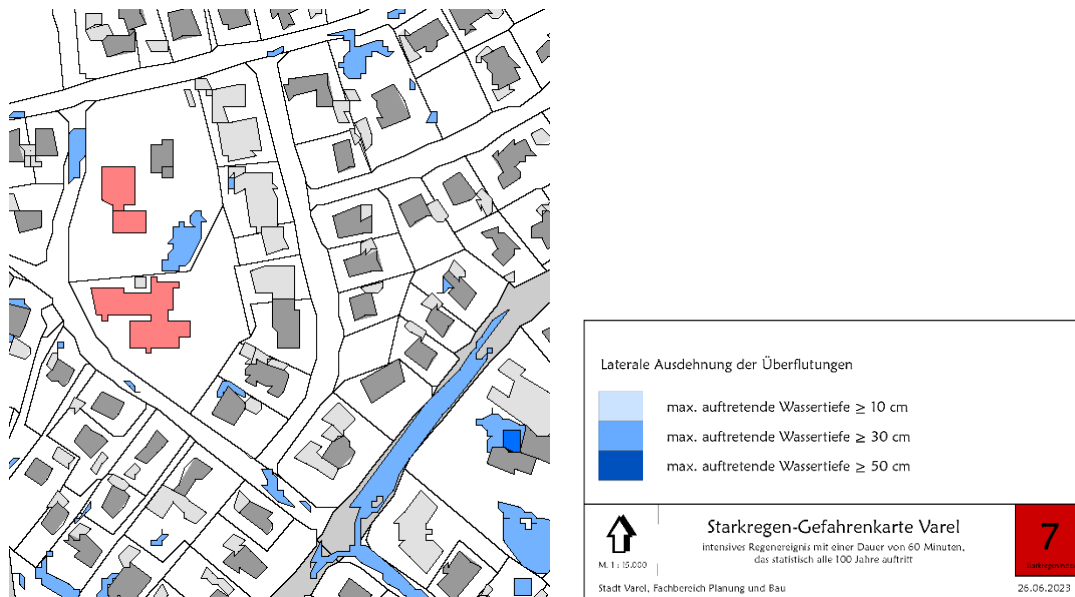 Laterale Ausdehnung der Überflutungen
max. auftretende Wassertiefe ≥ 10 cm
max. auftretende Wassertiefe ≥ 30 cm
max. auftretende Wassertiefe ≥ 50 cm
Starkregen-Gefahrenkarte Varel
intensives Regenereignis mit einer Dauer von 60 Minuten,
das statistisch alle 100 Jahre auftritt
7
Starkregenindex
M. 1 : 15.000
Stadt Varel, Fachbereich Planung und Bau
26.06.2023